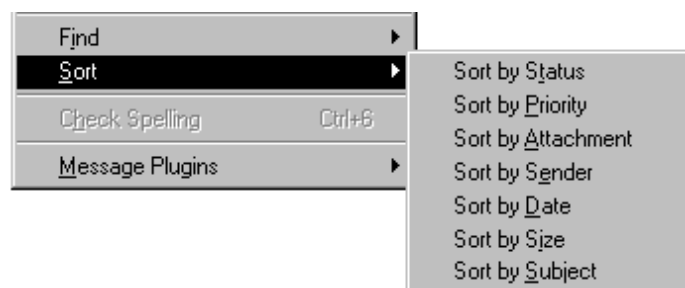 Find
Sort
Check Spelling Ctrl+6
Message Plugins
Sort by Status
Sort by Priority
Sort by Attachment
Sort by Sender
Sort by Date
Sort by Size
Sort by Subject